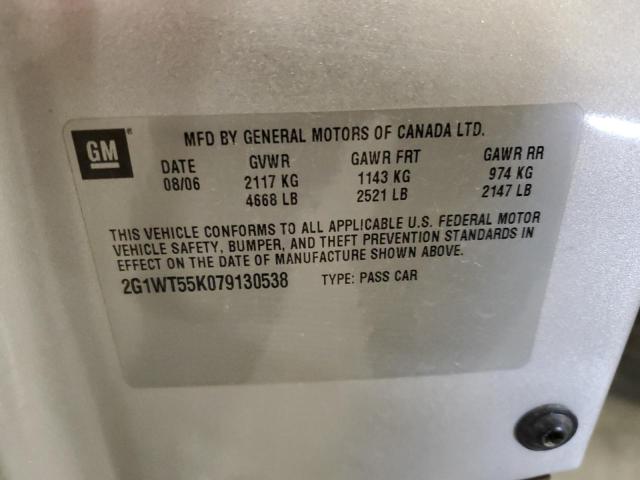 GM ®
MFD BY GENERAL MOTORS OF CANADA LTD.
DATE GVWR GAWR FRT GAWR RR
08/06 2117 KG 1143 KG 974 KG
4668 LB 2521 LB 2147 LB
THIS VEHICLE CONFORMS TO ALL APPLICABLE U.S. FEDERAL MOTOR
VEHICLE SAFETY, BUMPER, AND THEFT PREVENTION STANDARDS IN
EFFECT ON THE DATE OF MANUFACTURE SHOWN ABOVE.
2G1WT55K079130538 TYPE: PASS CAR